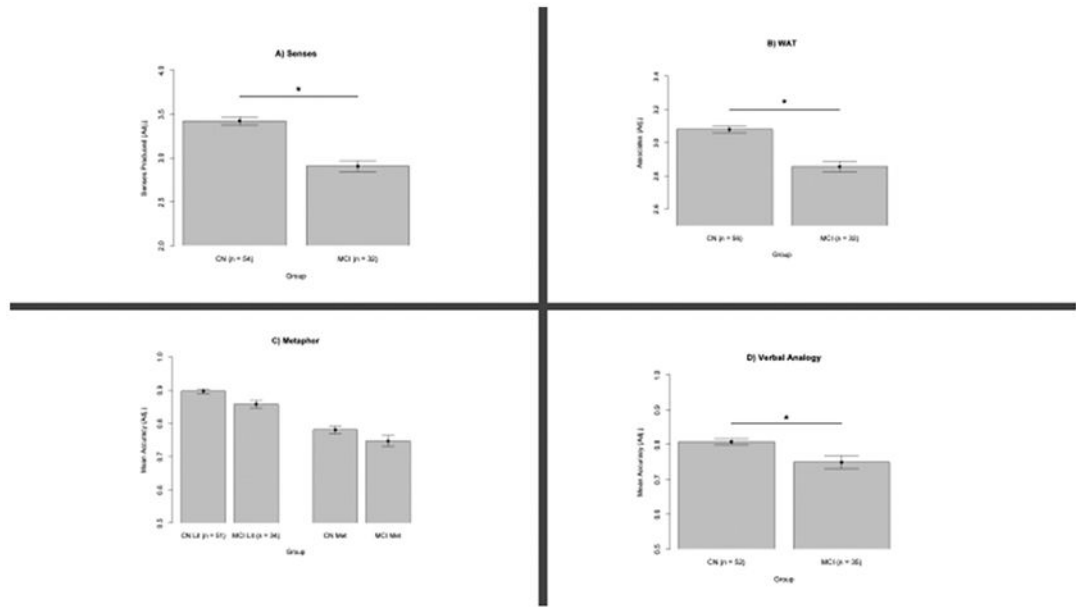 A) Senses
Senses Produced (Adj.)
4.0
3.5
3.0
2.5
2.0
*
CN (n = 54)
MCI (n = 32)
Group
B) WAT
Associates (Adj.)
3.4
3.2
3.0
2.8
2.6
*
MCI (n = 32)
Group
C) Metaphor
Mean Accuracy (Adj.)
1.0
0.9
0.8
0.7
0.6
0.5
CN Lit (n = 51)
MCI Lit (n = 34)
CN Met
MCI Met
Group
D) Verbal Analogy
Mean Accuracy (Adj.)
1.0
0.9
0.8
0.7
0.6
0.5
*
CN (n = 52)
MCI (n = 35)
Group